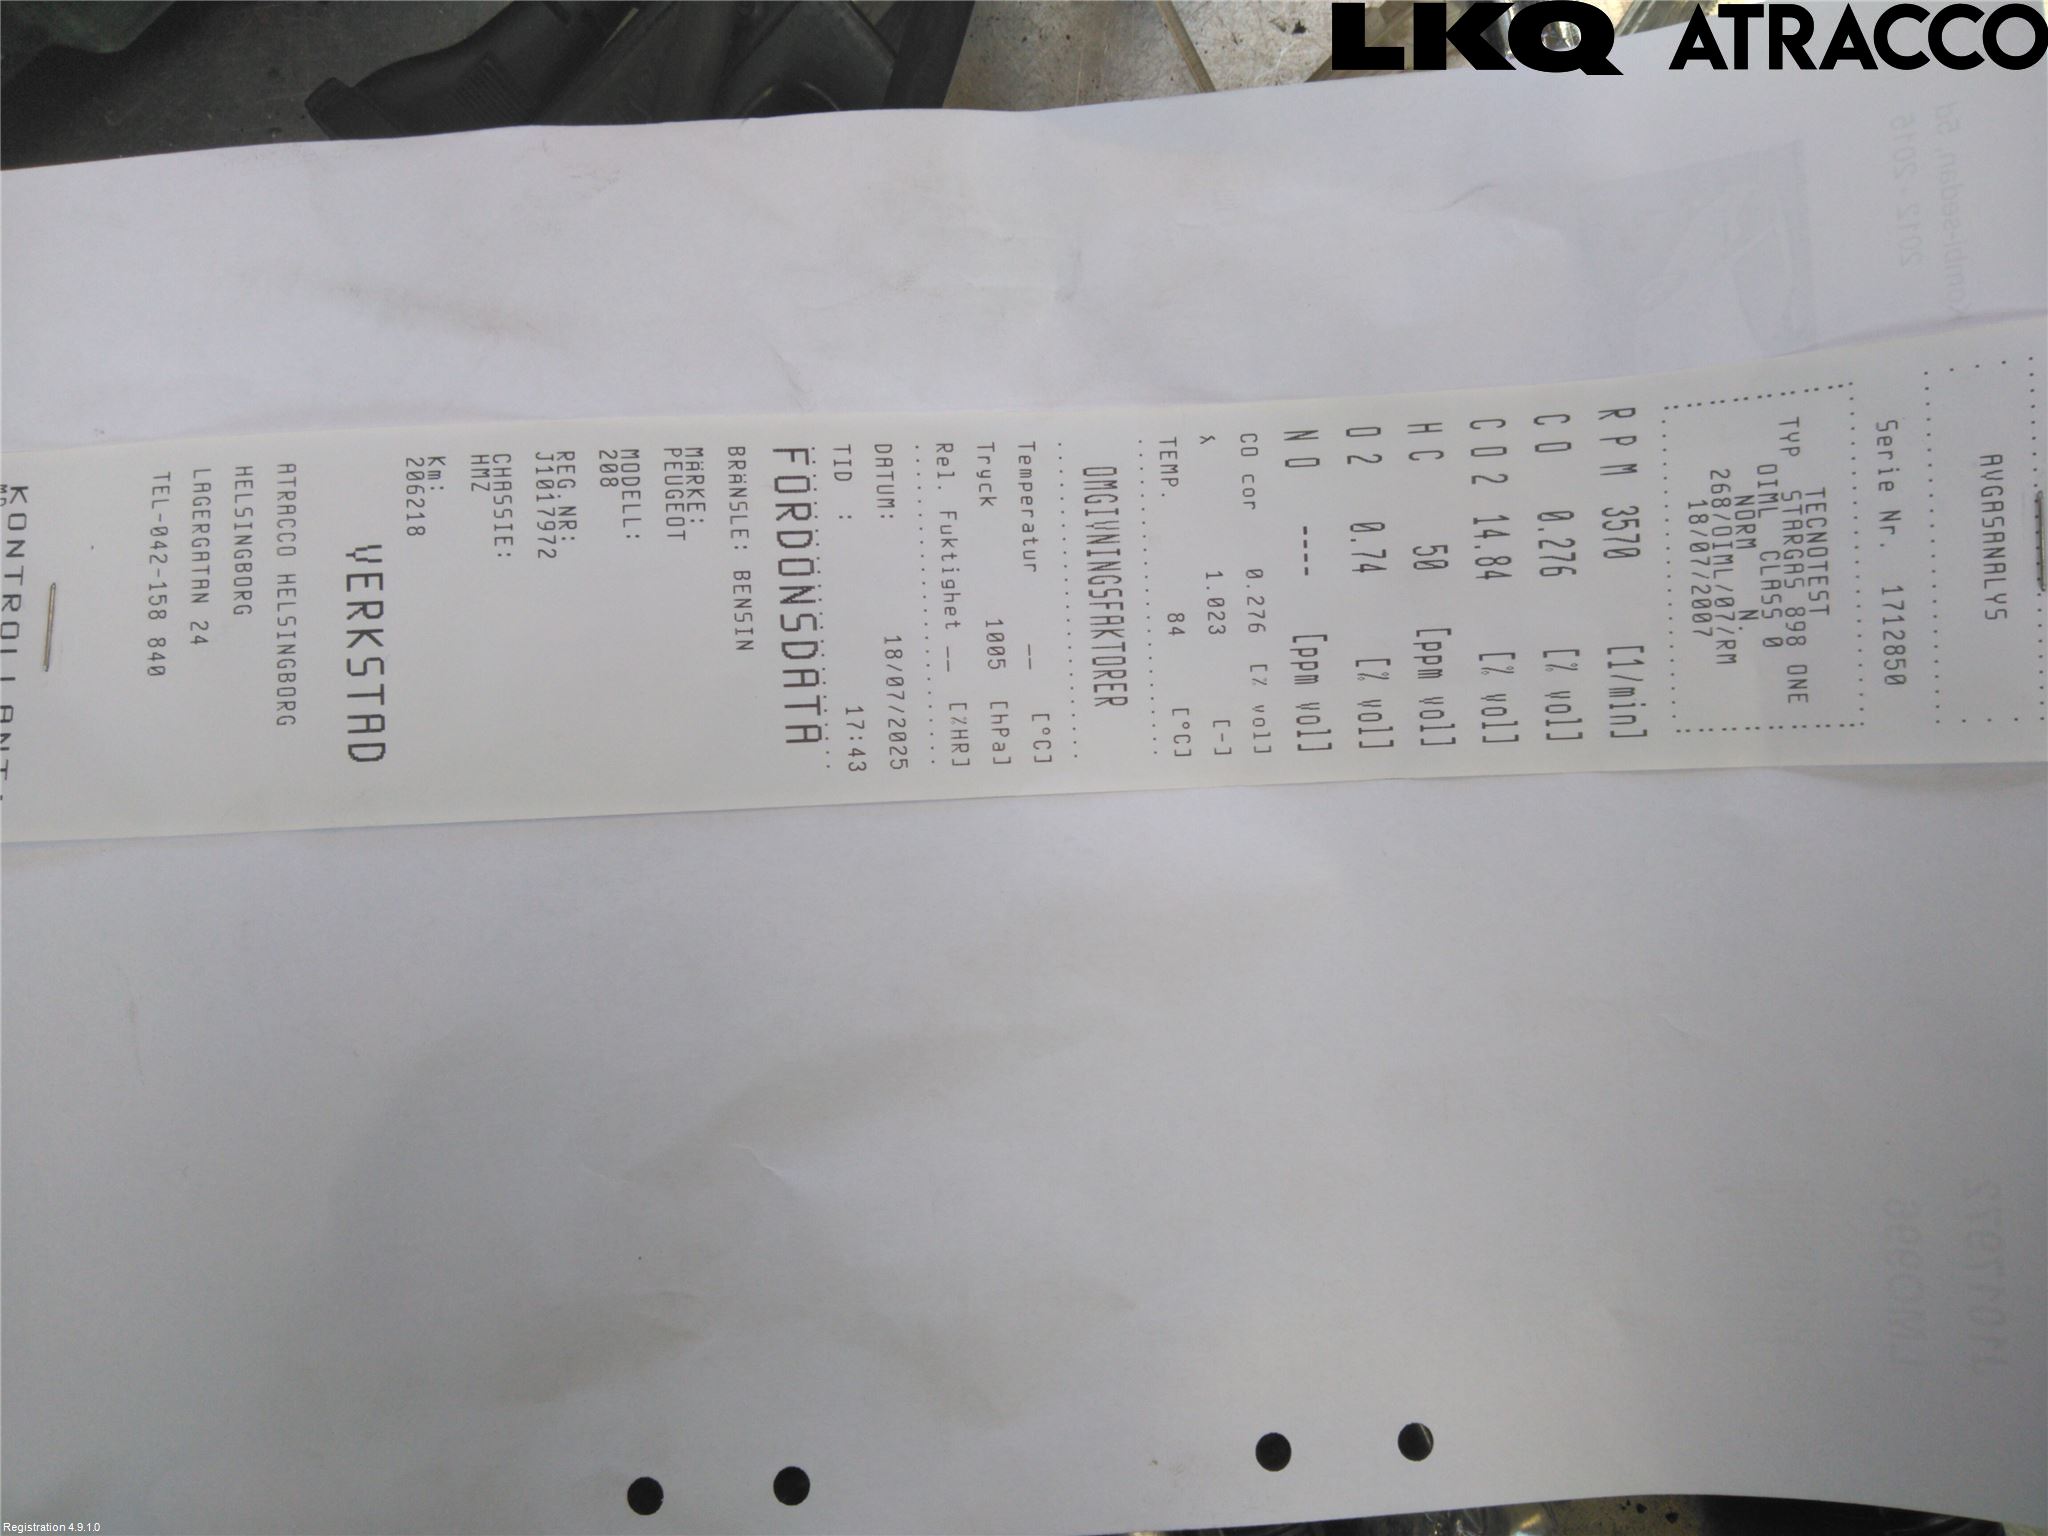 LKQ ATRACCO
AVGASANALYS
Serie Nr. 1712850
TECNOTEST
TYP STARGAS 898 ONE
OIML CLASS 0
NORM N.
268/OIML/07/RM
18/07/2007
RPM 3570 [1/min]
CO 0.276 [% vol]
CO2 14.84 [% vol]
HC 50 [ppm vol]
O2 0.74 [% vol]
NO ---- [ppm vol]
CO cor 0.276 [% vol]
λ 1.023 [-]
TEMP. 84 [°C]
OMGIVNINGSFAKTORER
Temperatur -- [°C]
Tryck 1005 [hPa]
Rel. Fuktighet -- [%HR]
DATUM: 18/07/2025
TID : 17:43
FÖRDONSDATA
BRÄNSLE: BENSIN
MÄRKE:
PEUGEOT
MODELL:
208
REG.NR:
J1017972
CHASSIE:
HMZ
Km:
206218
VERKSTAD
ATRACCO HELSINGBORG
HELSINGBORG
LAGERGATAN 24
TEL-042-158 840
KONTROLLANT:
Registration 4.9.1.0